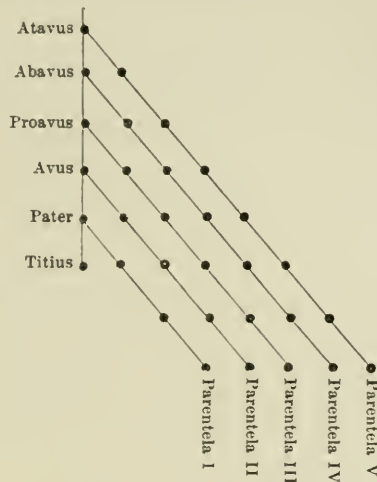 Atavus
Abavus
Proavus
Avus
Pater
Titius
Parentela I
Parentela II
Parentela III
Parentela IV
Parentela V